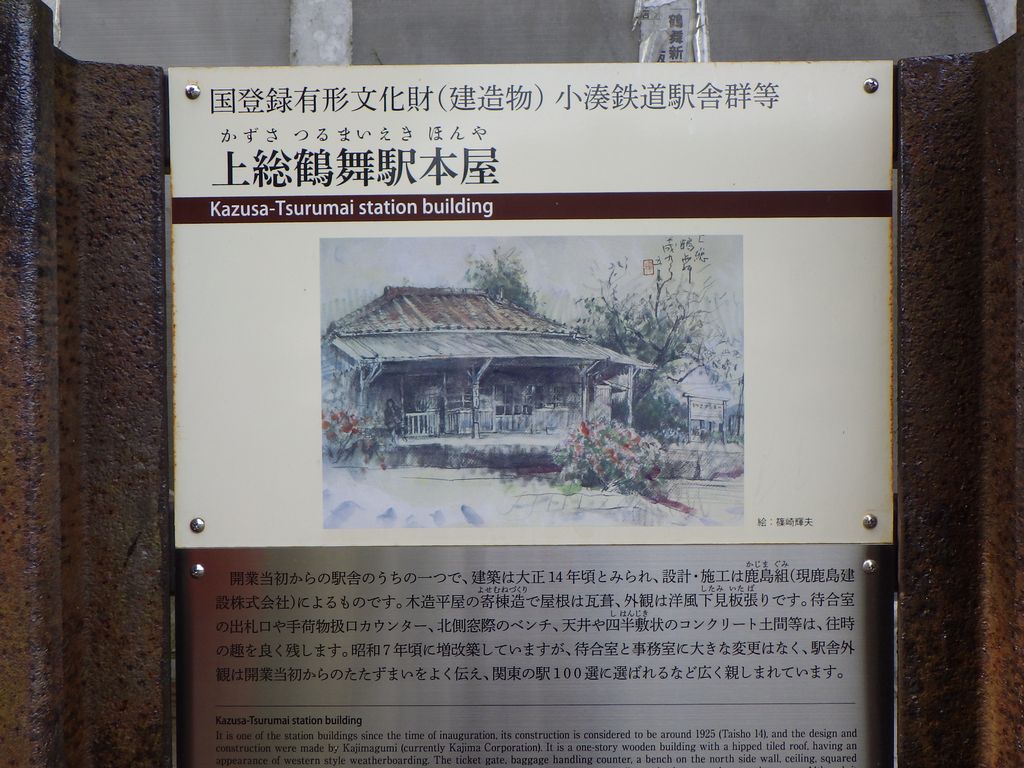 鶴舞新
国登録有形文化財(建造物) 小湊鉄道駅舎群等
かずさ つるまいえき ほんや
上総鶴舞駅本屋
Kazusa-Tsurumai station building
上総
鶴舞
絵:篠崎輝夫
かじま ぐみ
開業当初からの駅舎のうちの一つで、建築は大正14年頃とみられ、設計・施工は鹿島組(現鹿島建
よせむねづくり したみ いたば
設株式会社)によるものです。木造平屋の寄棟造で屋根は瓦葺、外観は洋風下見板張りです。待合室
しはんじき
の出札口や手荷物扱口カウンター、北側窓際のベンチ、天井や四半敷状のコンクリート土間等は、往時
の趣を良く残します。昭和7年頃に増改築していますが、待合室と事務室に大きな変更はなく、駅舎外
観は開業当初からのたたずまいをよく伝え、関東の駅100選に選ばれるなど広く親しまれています。
Kazusa-Tsurumai station building
It is one of the station buildings since the time of inauguration, its construction is considered to be around 1925 (Taisho 14), and the design and
construction were made by Kajimagumi (currently Kajima Corporation). It is a one-story wooden building with a hipped tiled roof, having an
appearance of western style weatherboarding. The ticket gate, baggage handling counter, a bench on the north side wall, ceiling, squared